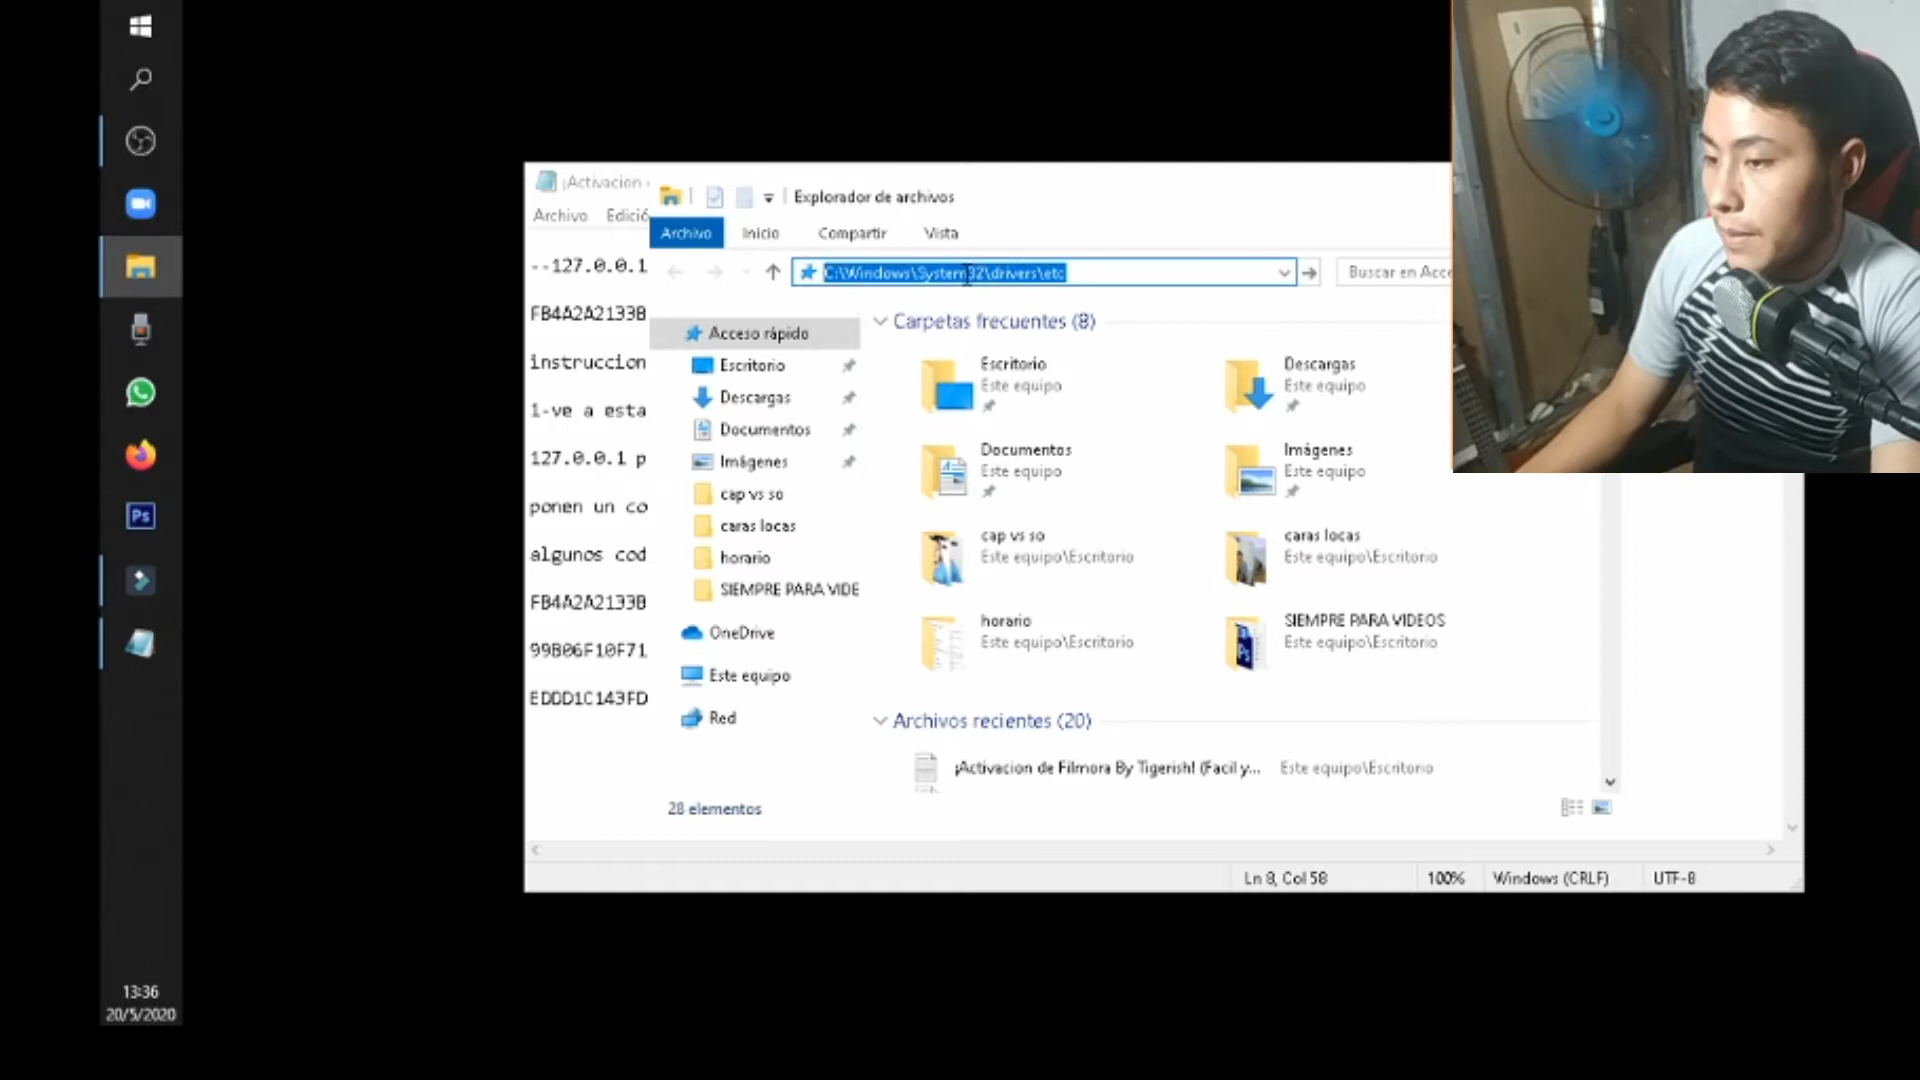 ¡Activacion
Archivo Edició
--127.0.0.1
FB4A2A2133B
instruccion
1-ve a esta
127.0.0.1 p
ponen un co
algunos cod
FB4A2A2133B
99B06F10F71
EDDD1C143FD
Explorador de archivos
Archivo Inicio Compartir Vista
C:\Windows\System32\drivers\etc
Buscar en Acce
Acceso rápido
Escritorio
Descargas
Documentos
Imágenes
cap vs so
caras locas
horario
SIEMPRE PARA VIDE
OneDrive
Este equipo
Red
Carpetas frecuentes (8)
Escritorio
Este equipo
Descargas
Este equipo
Documentos
Este equipo
Imágenes
Este equipo
cap vs so
Este equipo\Escritorio
caras locas
Este equipo\Escritorio
horario
Este equipo\Escritorio
SIEMPRE PARA VIDEOS
Este equipo\Escritorio
Archivos recientes (20)
¡Activacion de Filmora By Tigerish! (Facil y... Este equipo\Escritorio
28 elementos
Ln 8, Col 58 100% Windows (CRLF) UTF-8
Ps
Ps
13:36
20/5/2020